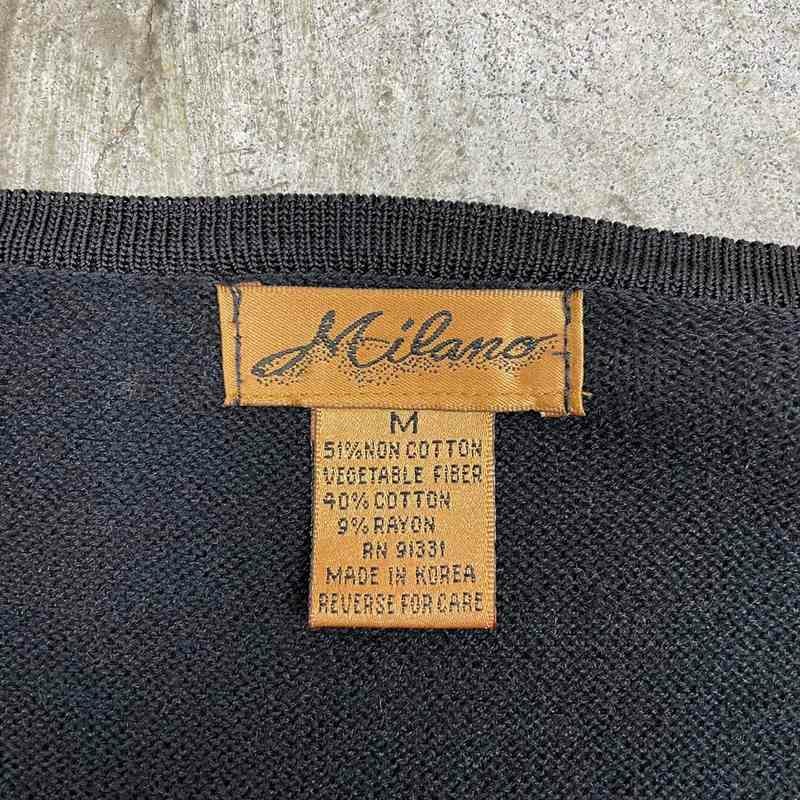 Milano
M
51% NON COTTON
VEGETABLE FIBER
40% COTTON
9% RAYON
RN 91331
MADE IN KOREA
REVERSE FOR CARE